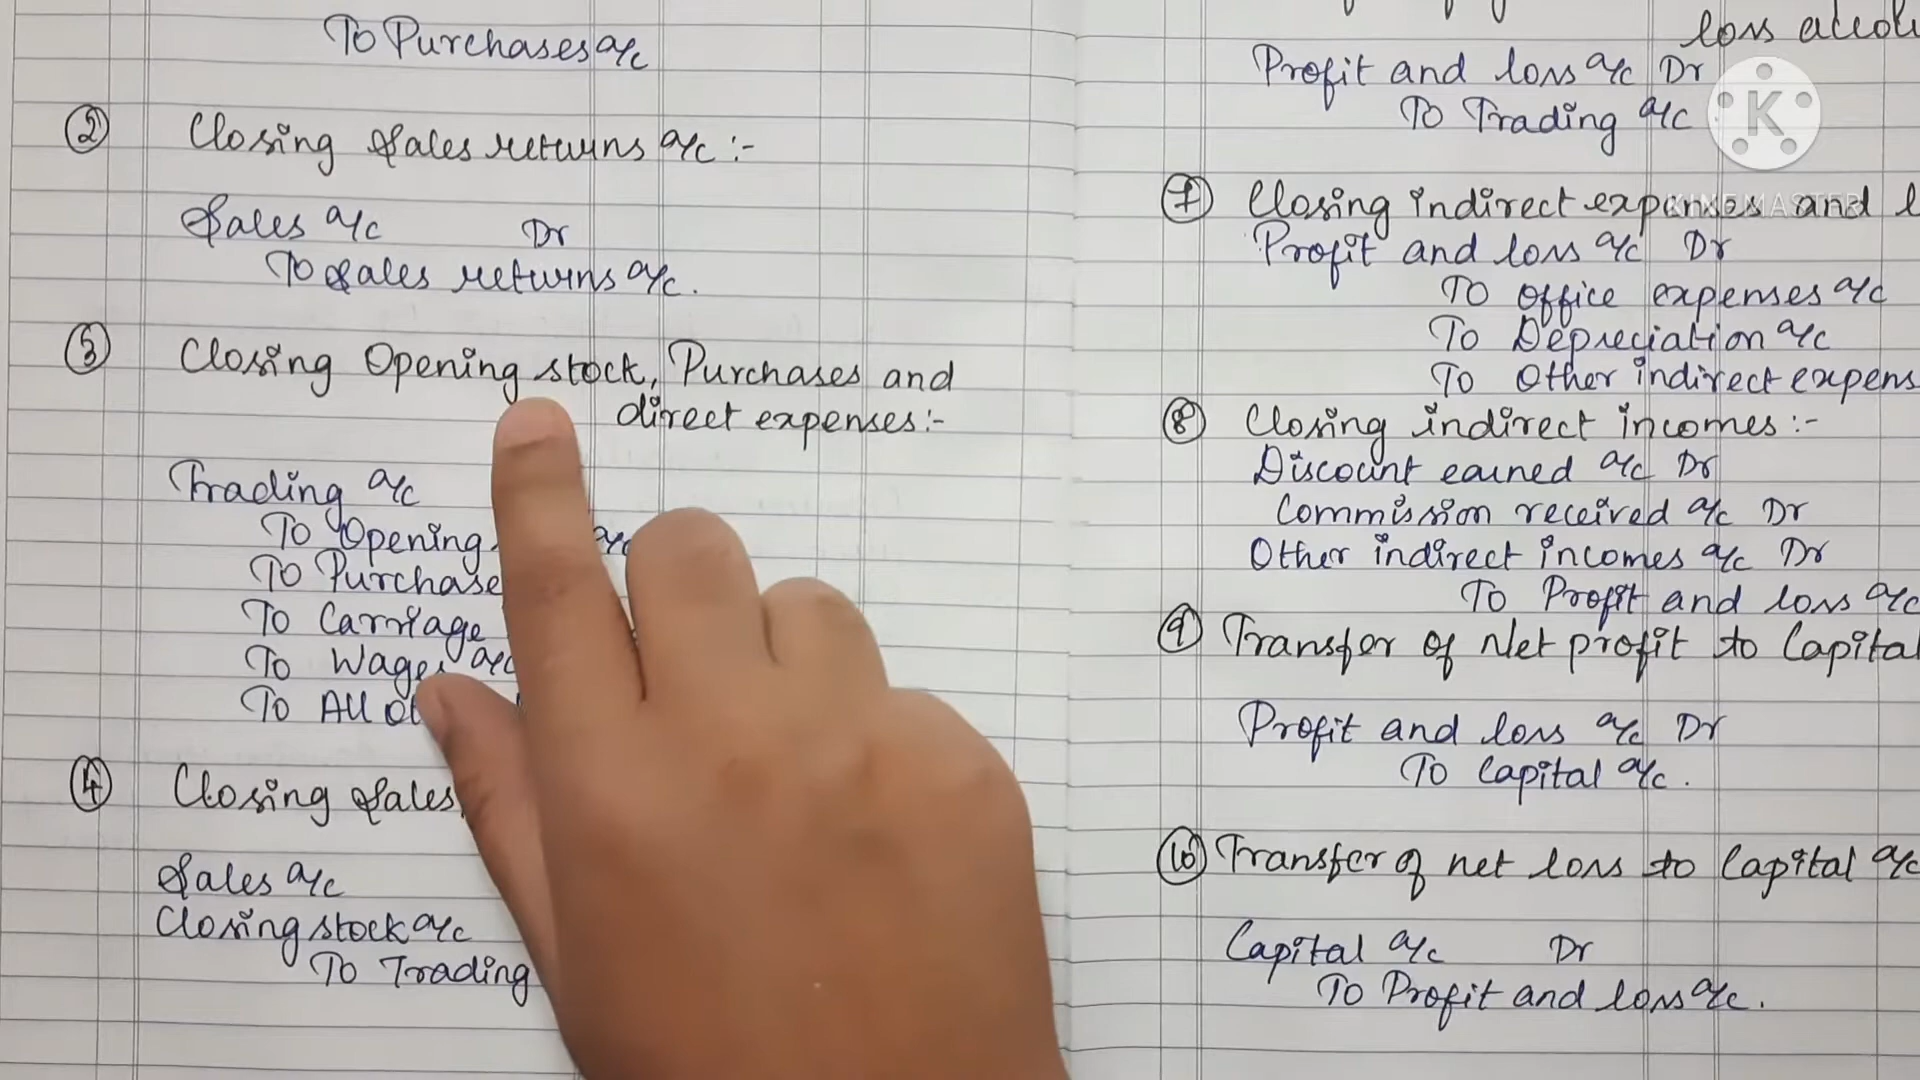 To Purchases a/c
② Closing Sales returns a/c :-
Sales a/c Dr
To Sales returns a/c.
③ Closing Opening stock, Purchases and
direct expenses :-
Trading a/c
To Opening a/c
To Purchase
To Carriage
To Wages a/c
To All
④ Closing Sales
Sales a/c
Closing stock a/c
To Trading
loss
Profit and loss a/c Dr
To Trading a/c
K
KINEMASTER
⑦ Closing indirect expenses and
Profit and loss a/c Dr
To Office expenses a/c
To Depreciation a/c
To Other indirect expens
⑧ Closing indirect incomes :-
Discount earned a/c Dr
Commission received a/c Dr
Other indirect incomes a/c Dr
To Profit and loss a/c
⑨ Transfer of Net profit to Capital
Profit and loss a/c Dr
To Capital a/c.
⑩ Transfer of net loss to Capital a/c
Capital a/c Dr
To Profit and loss a/c.